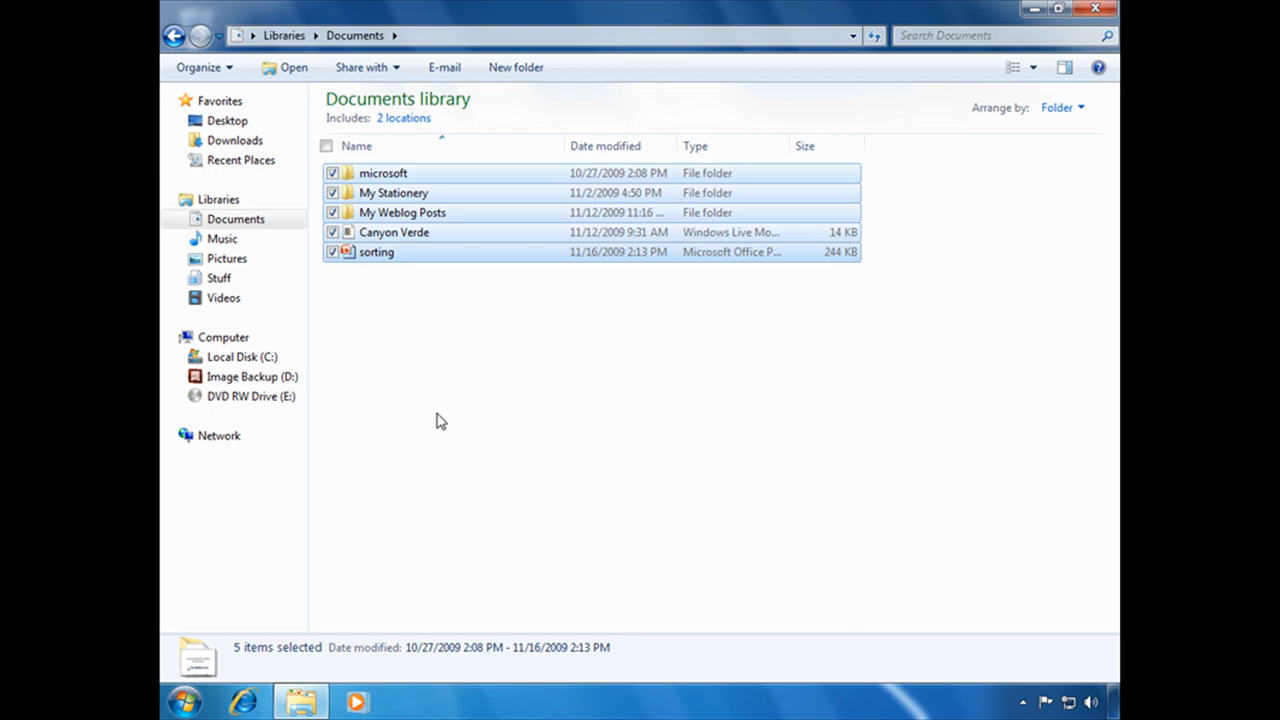 Libraries Documents
Search Documents
Organize Open Share with E-mail New folder
Documents library
Includes: 2 locations
Arrange by: Folder
Name Date modified Type Size
microsoft 10/27/2009 2:08 PM File folder
My Stationery 11/2/2009 4:50 PM File folder
My Weblog Posts 11/12/2009 11:16 ... File folder
Canyon Verde 11/12/2009 9:31 AM Windows Live Mo... 14 KB
sorting 11/16/2009 2:13 PM Microsoft Office P... 244 KB
Favorites
Desktop
Downloads
Recent Places
Libraries
Documents
Music
Pictures
Stuff
Videos
Computer
Local Disk (C:)
Image Backup (D:)
DVD RW Drive (E:)
Network
5 items selected Date modified: 10/27/2009 2:08 PM - 11/16/2009 2:13 PM